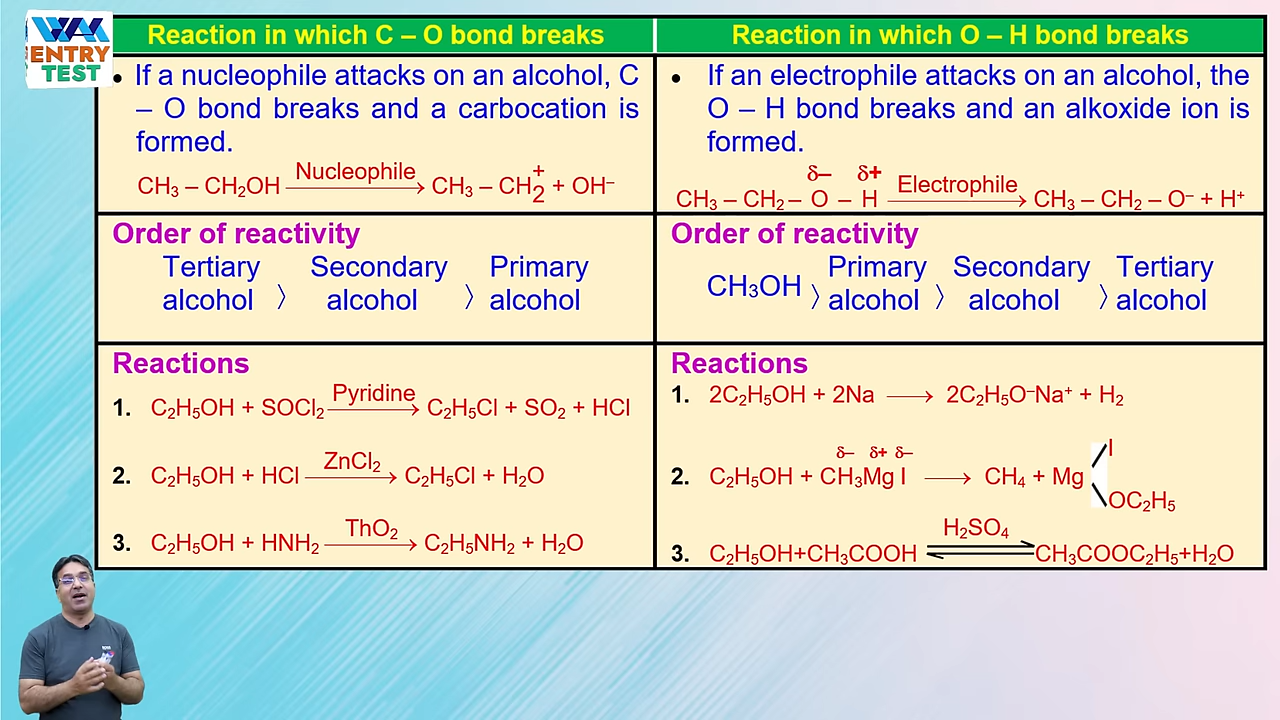 WAK
ENTRY
TEST
Reaction in which C – O bond breaks
• If a nucleophile attacks on an alcohol, C
– O bond breaks and a carbocation is
formed.
Nucleophile
CH₃ – CH₂OH ⟶ CH₃ – CH₂⁺ + OH⁻
Order of reactivity
Tertiary alcohol 〉 Secondary alcohol 〉 Primary alcohol
Reactions
Pyridine
1. C₂H₅OH + SOCl₂ ⟶ C₂H₅Cl + SO₂ + HCl
ZnCl₂
2. C₂H₅OH + HCl ⟶ C₂H₅Cl + H₂O
ThO₂
3. C₂H₅OH + HNH₂ ⟶ C₂H₅NH₂ + H₂O
Reaction in which O – H bond breaks
• If an electrophile attacks on an alcohol, the
O – H bond breaks and an alkoxide ion is
formed.
δ– δ+ Electrophile
CH₃ – CH₂ – O – H ⟶ CH₃ – CH₂ – O⁻ + H⁺
Order of reactivity
CH₃OH 〉 Primary alcohol 〉 Secondary alcohol 〉 Tertiary alcohol
Reactions
1. 2C₂H₅OH + 2Na ⟶ 2C₂H₅O⁻Na⁺ + H₂
δ– δ+ δ– I
2. C₂H₅OH + CH₃Mg I ⟶ CH₄ + Mg
OC₂H₅
H₂SO₄
3. C₂H₅OH+CH₃COOH ⇌ CH₃COOC₂H₅+H₂O